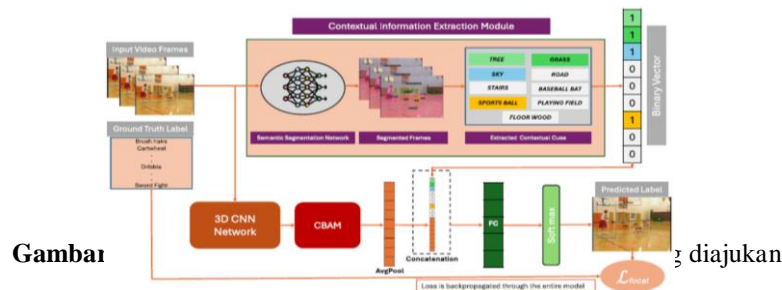 Contextual Information Extraction Module
Input Video Frames
TREE
GRASS
SKY
ROAD
STAIRS
BASEBALL BAT
SPORTS BALL
PLAYING FIELD
FLOOR WOOD
Semantic Segmentation Network
Segmented Frames
Extracted Contextual Cues
1
1
1
0
0
0
1
0
0
Binary Vector
Ground Truth Label
Brush hairs
Cartwheel
.
.
Dribble
.
.
Sword Fight
3D CNN
Network
CBAM
AvgPool
Concatenation
FC
Soft max
Predicted Label
Gambar
diajukan
Loss is backpropagated through the entire model